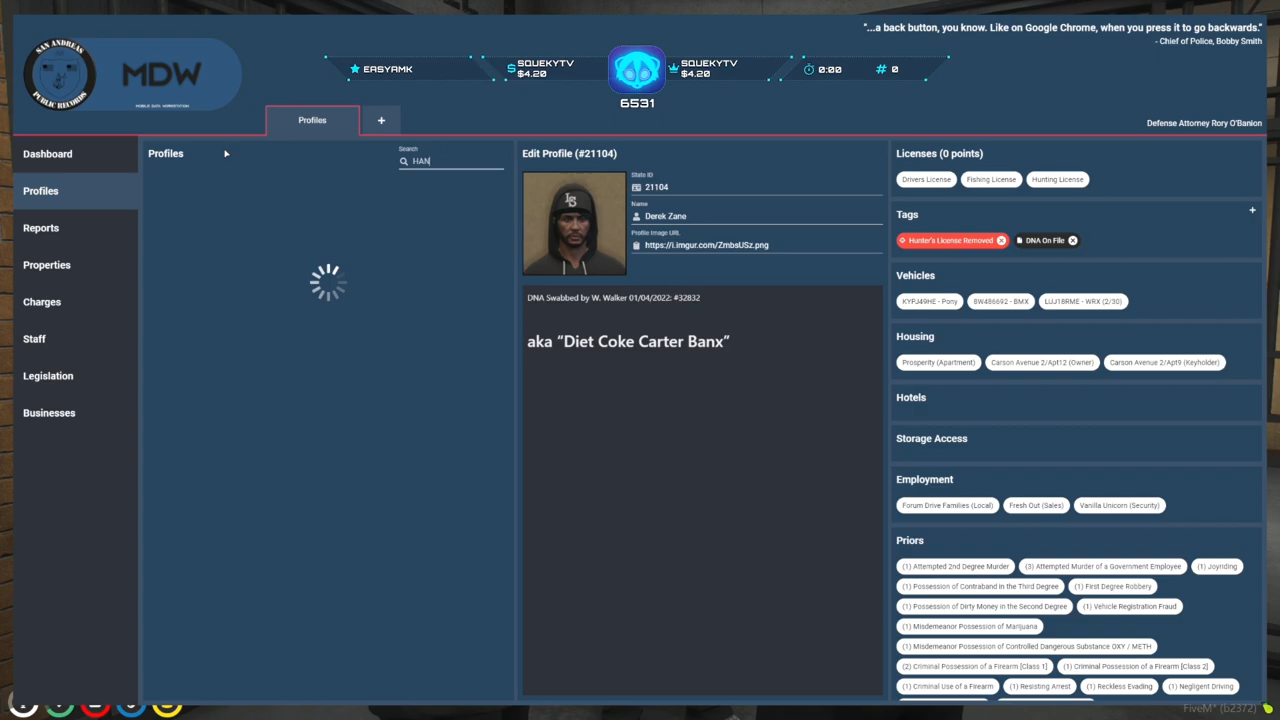 "...a back button, you know. Like on Google Chrome, when you press it to go backwards."
- Chief of Police, Bobby Smith
SAN ANDREAS
PUBLIC RECORDS
MDW
MOBILE DATA WORKSTATION
EASYAMK
SQUEKYTV
$4.20
6531
SQUEKYTV
$4.20
0:00
# 0
Profiles
+
Defense Attorney Rory O'Banion
Dashboard
Profiles
Reports
Properties
Charges
Staff
Legislation
Businesses
Profiles
Search
HAN
Edit Profile (#21104)
LS
State ID
21104
Name
Derek Zane
Profile Image URL
https://i.imgur.com/ZmbsUSz.png
DNA Swabbed by W. Walker 01/04/2022: #32832
aka “Diet Coke Carter Banx”
Licenses (0 points)
Drivers License Fishing License Hunting License
Tags
+
Hunter's License Removed DNA On File
Vehicles
KYPJ49HE - Pony 8W486692 - BMX LUJ18RME - WRX (2/30)
Housing
Prosperity (Apartment) Carson Avenue 2/Apt12 (Owner) Carson Avenue 2/Apt9 (Keyholder)
Hotels
Storage Access
Employment
Forum Drive Families (Local) Fresh Out (Sales) Vanilla Unicorn (Security)
Priors
(1) Attempted 2nd Degree Murder (3) Attempted Murder of a Government Employee (1) Joyriding
(1) Possession of Contraband in the Third Degree (1) First Degree Robbery
(1) Possession of Dirty Money in the Second Degree (1) Vehicle Registration Fraud
(1) Misdemeanor Possession of Marijuana
(1) Misdemeanor Possession of Controlled Dangerous Substance OXY / METH
(2) Criminal Possession of a Firearm [Class 1] (1) Criminal Possession of a Firearm [Class 2]
(1) Criminal Use of a Firearm (1) Resisting Arrest (1) Reckless Evading (1) Negligent Driving
FiveM* (b2372)